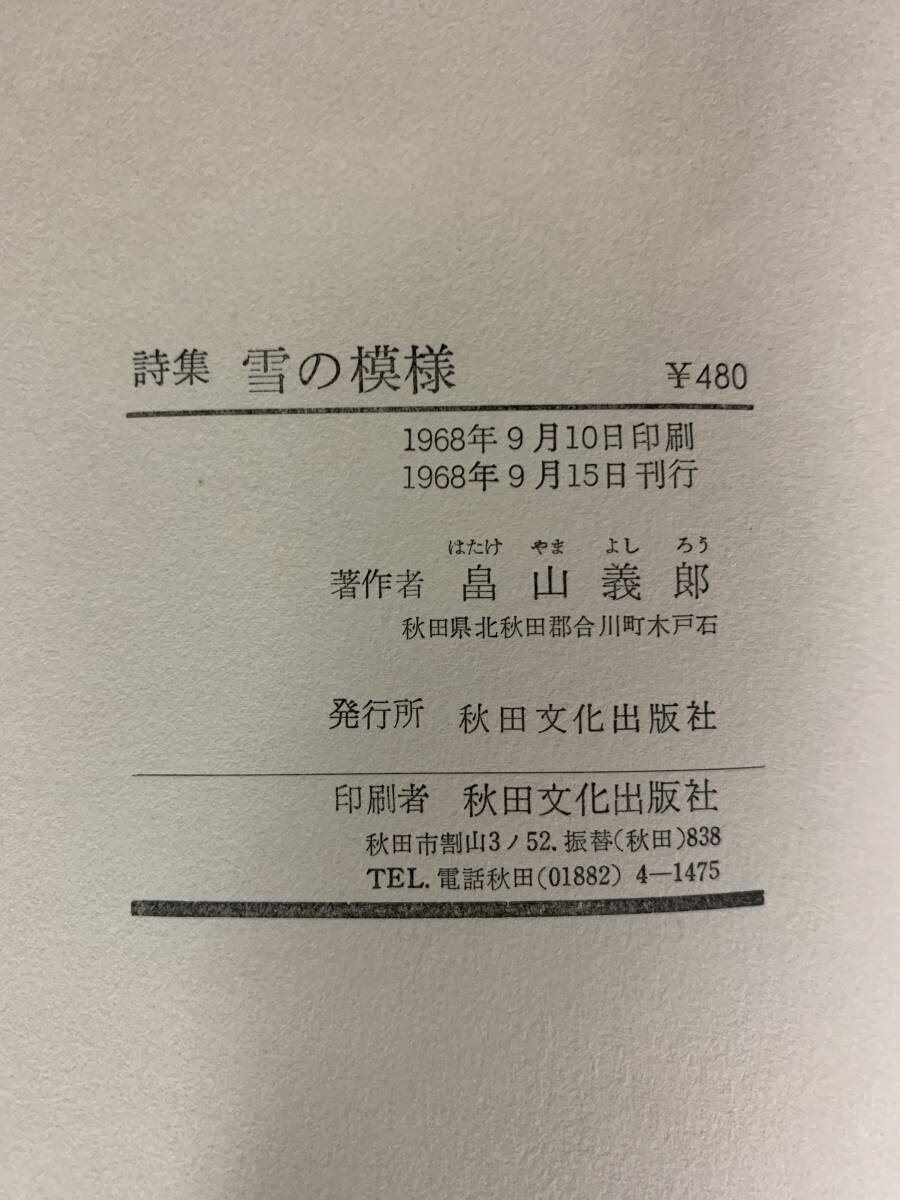 詩集 雪の模様 ¥480
1968年9月10日印刷
1968年9月15日刊行
はたけ やま よし ろう
著作者 畠山義郎
秋田県北秋田郡合川町木戸石
発行所 秋田文化出版社
印刷者 秋田文化出版社
秋田市割山3ノ52.振替(秋田)838
TEL.電話秋田(01882)4—1475